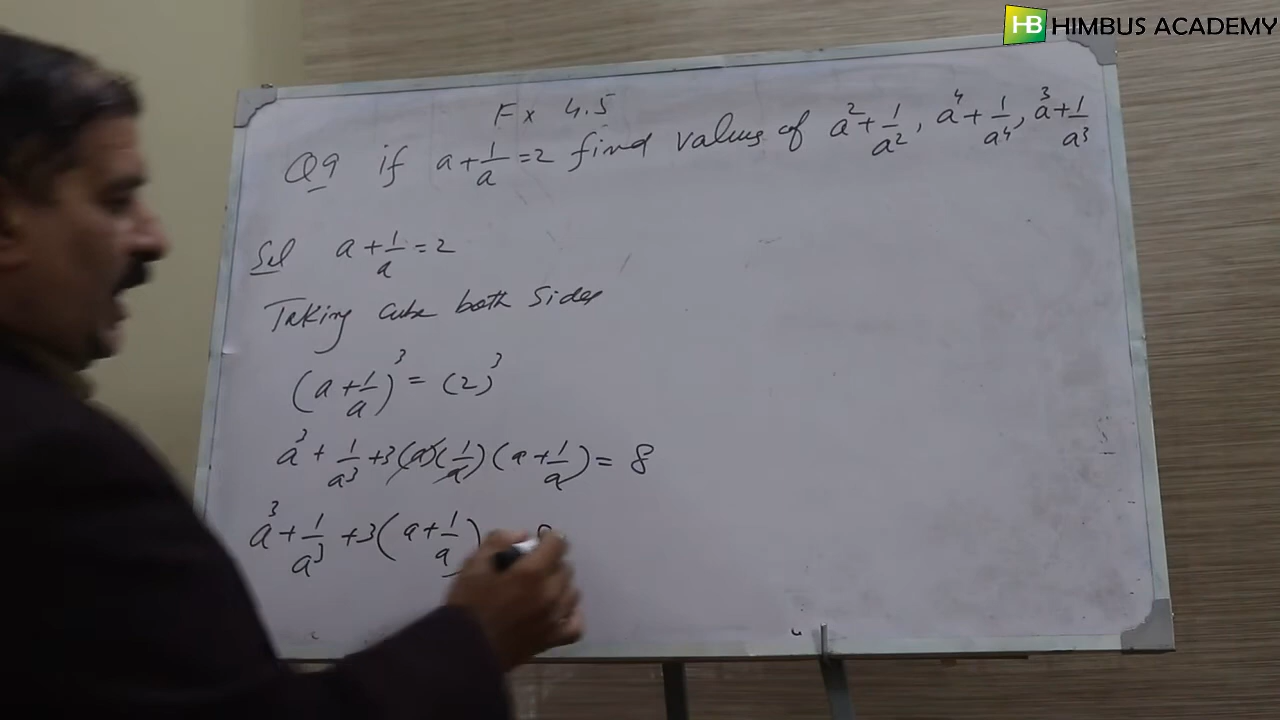 HB HIMBUS ACADEMY
Ex 4.5
Q9 if a + 1/a = 2 find values of a² + 1/a², a⁴ + 1/a⁴, a³ + 1/a³
Sol a + 1/a = 2
Taking cube both sides
(a + 1/a)³ = (2)³
a³ + 1/a³ + 3(a)(1/a)(a + 1/a) = 8
a³ + 1/a³ + 3(a + 1/a)